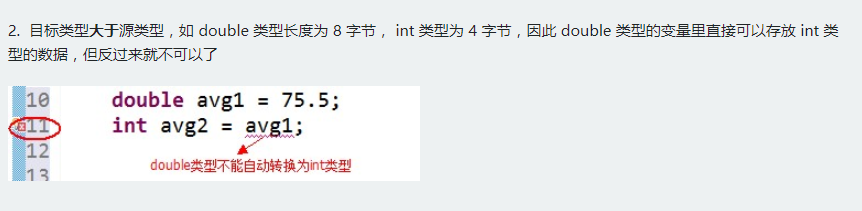 2. 目标类型大于源类型，如 double 类型长度为 8 字节， int 类型为 4 字节，因此 double 类型的变量里直接可以存放 int 类
型的数据，但反过来就不可以了
10 double avg1 = 75.5;
11 int avg2 = avg1;
12
double类型不能自动转换为int类型
13